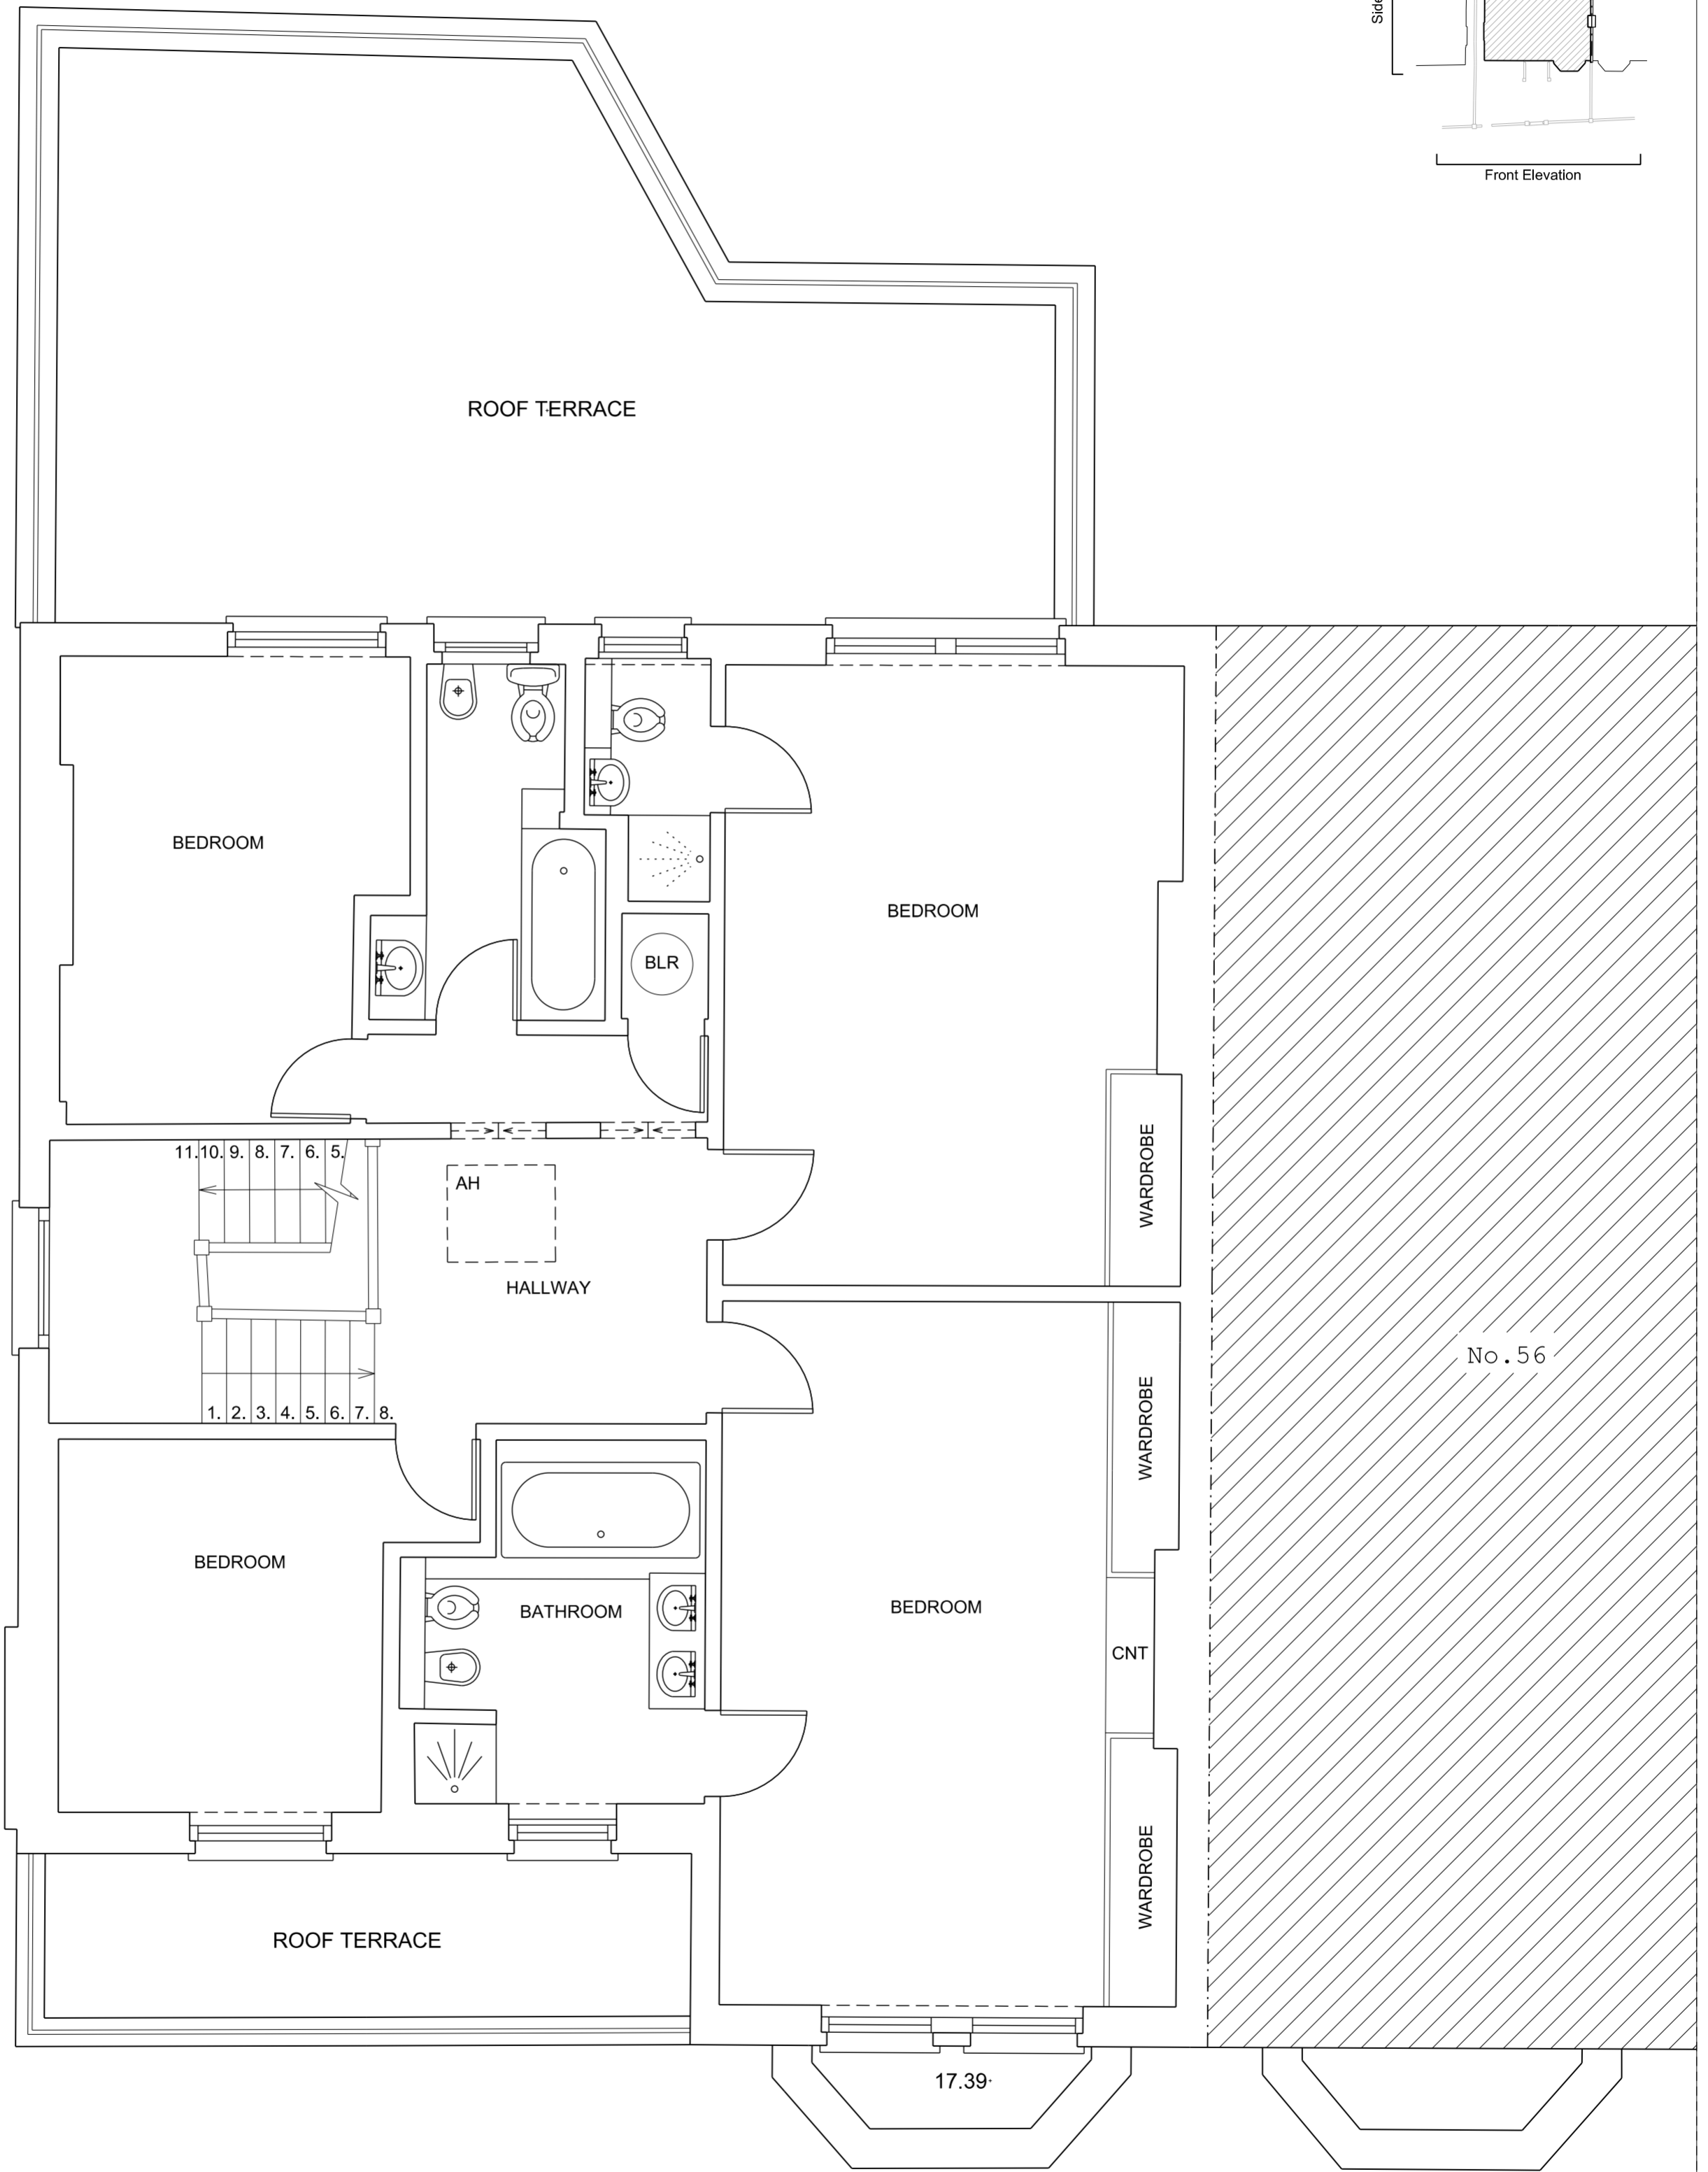 Side
Front Elevation
ROOF TERRACE
BEDROOM
BEDROOM
BLR
WARDROBE
11. 10. 9. 8. 7. 6. 5.
AH
HALLWAY
No.56
WARDROBE
1. 2. 3. 4. 5. 6. 7. 8.
BEDROOM
BATHROOM
BEDROOM
CNT
WARDROBE
ROOF TERRACE
17.39